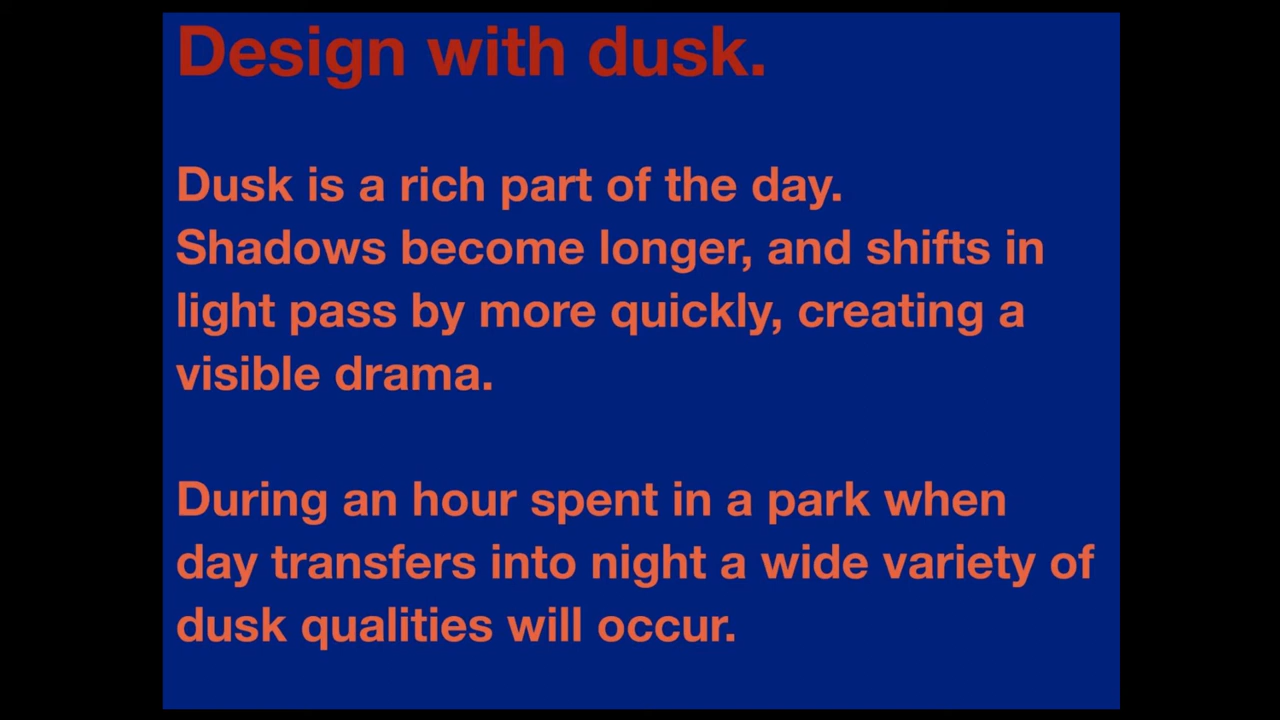 Design with dusk.
Dusk is a rich part of the day.
Shadows become longer, and shifts in
light pass by more quickly, creating a
visible drama.
During an hour spent in a park when
day transfers into night a wide variety of
dusk qualities will occur.